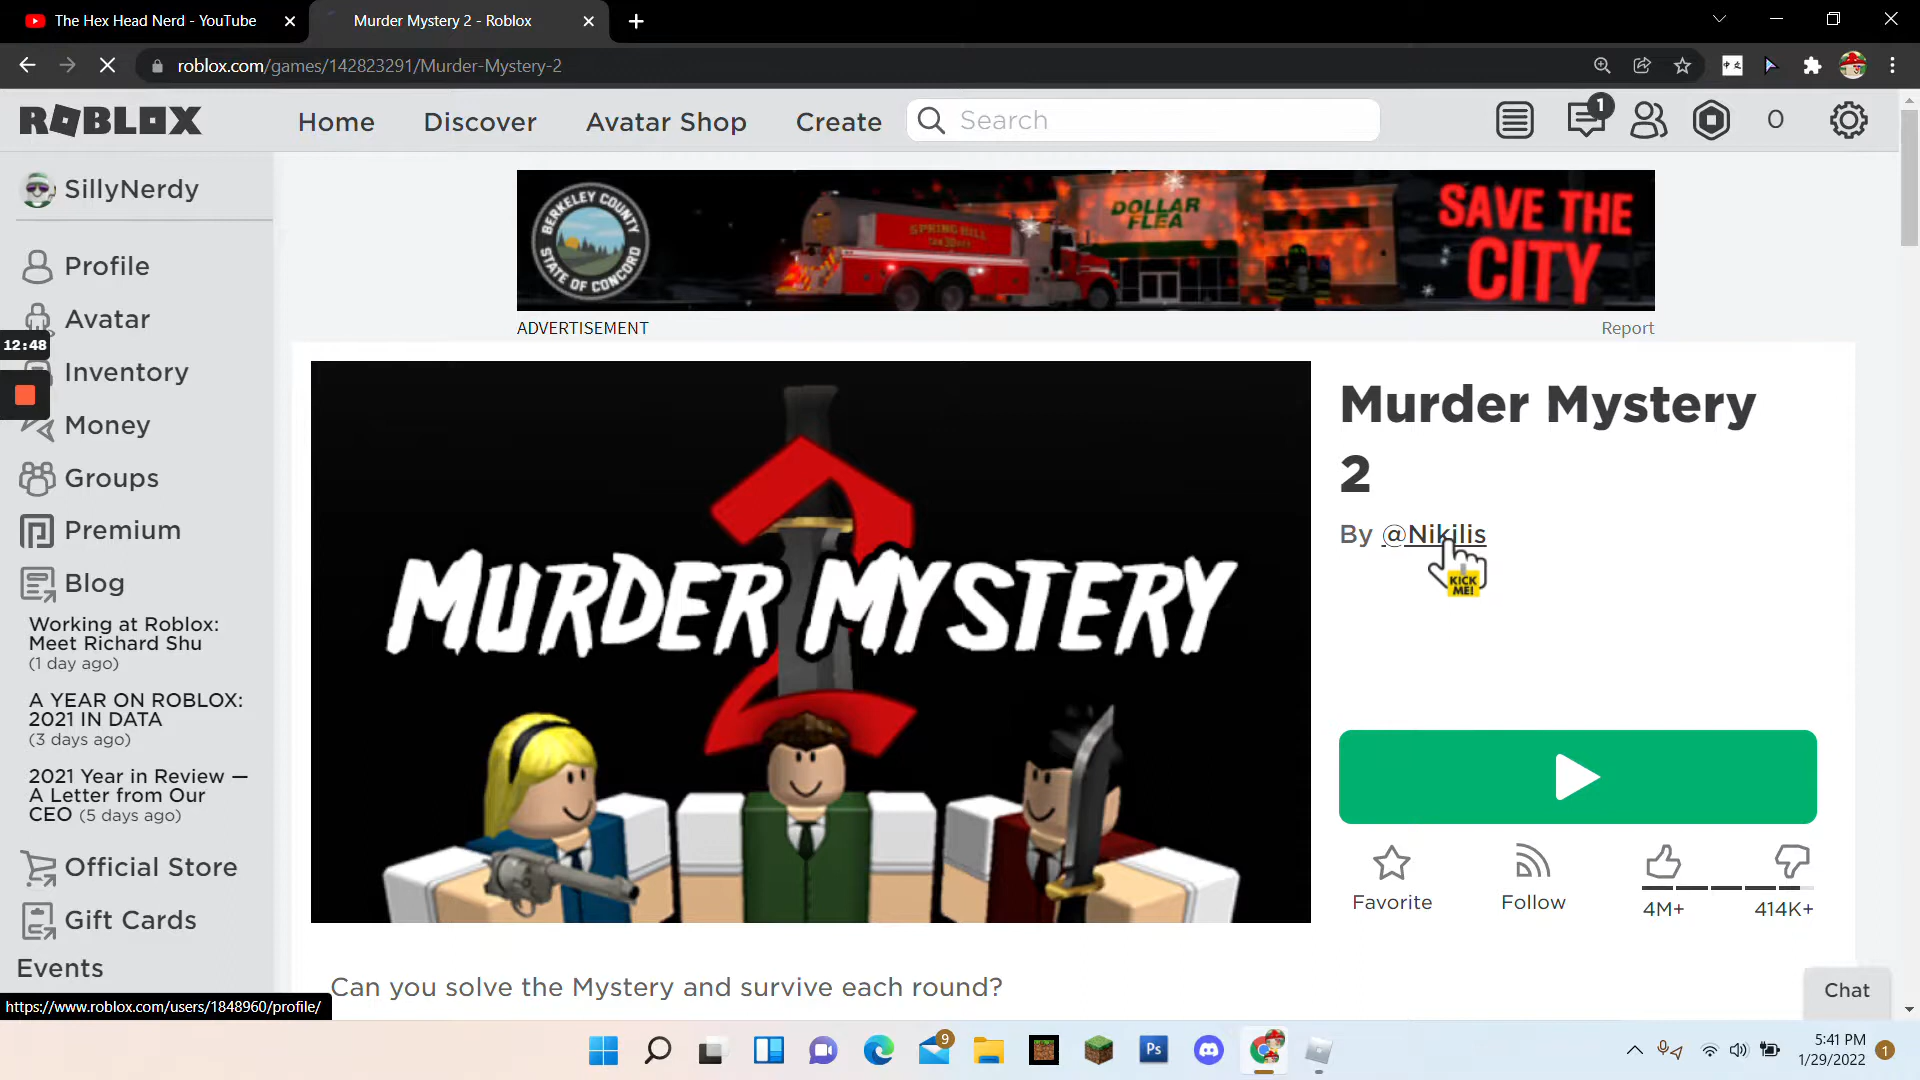 The Hex Head Nerd - YouTube
Murder Mystery 2 - Roblox
roblox.com/games/142823291/Murder-Mystery-2
ROBLOX
Home
Discover
Avatar Shop
Create
Search
1
0
SillyNerdy
Profile
Avatar
12:48
Inventory
Money
Groups
Premium
Blog
Working at Roblox:
Meet Richard Shu
(1 day ago)
A YEAR ON ROBLOX:
2021 IN DATA
(3 days ago)
2021 Year in Review —
A Letter from Our
CEO (5 days ago)
Official Store
Gift Cards
Events
https://www.roblox.com/users/1848960/profile/
BERKELEY COUNTY
STATE OF CONCORD
SPRING HILL
DOLLAR
FLEA
SAVE THE
CITY
ADVERTISEMENT
Report
MURDER MYSTERY
2
Murder Mystery
2
By @Nikilis
KICK
ME!
Favorite
Follow
4M+
414K+
Can you solve the Mystery and survive each round?
Chat
9
Ps
5:41 PM
1/29/2022
1